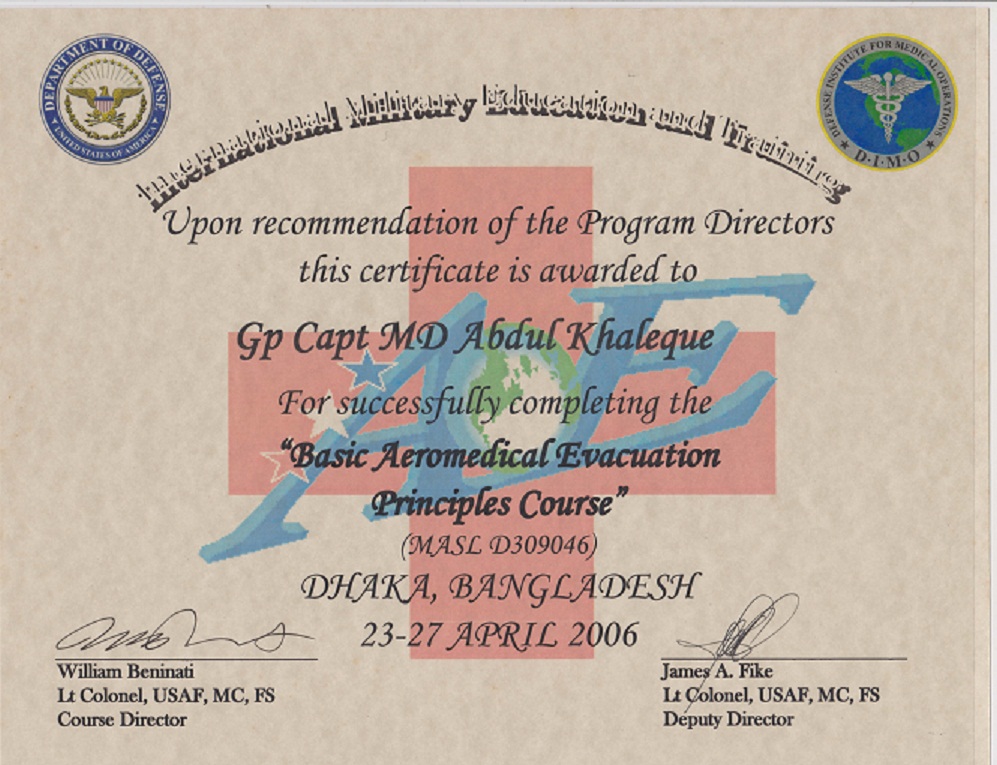 DEPARTMENT OF DEFENSE
UNITED STATES OF AMERICA
DEFENSE INSTITUTE FOR MEDICAL OPERATIONS
D·I·M·O
International Military Education and Training
Upon recommendation of the Program Directors
this certificate is awarded to
Gp Capt MD Abdul Khaleque
For successfully completing the
"Basic Aeromedical Evacuation
Principles Course"
(MASL D309046)
DHAKA, BANGLADESH
23-27 APRIL 2006
AE
William Beninati
Lt Colonel, USAF, MC, FS
Course Director
James A. Fike
Lt Colonel, USAF, MC, FS
Deputy Director